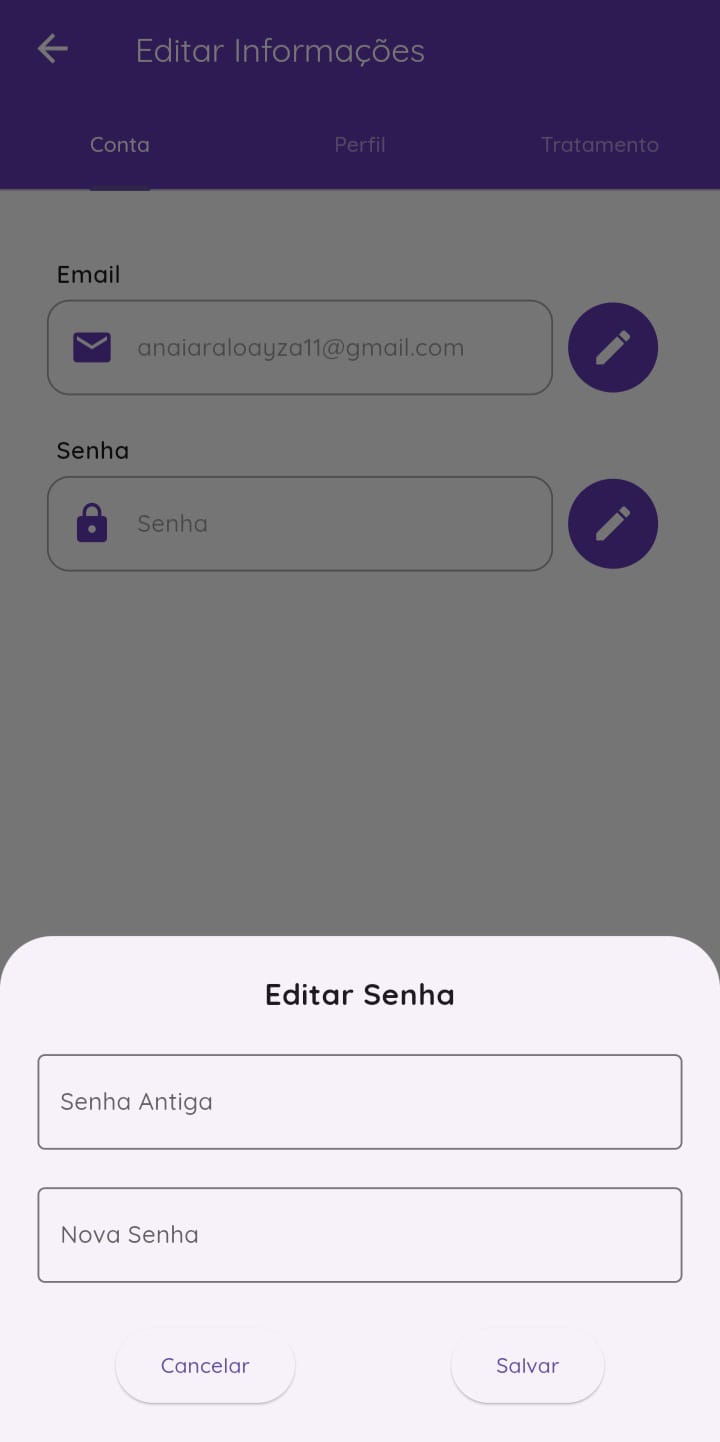 Editar Informações
Conta Perfil Tratamento
Email
anaiaraloayza11@gmail.com
Senha
Senha
Editar Senha
Senha Antiga
Nova Senha
Cancelar Salvar